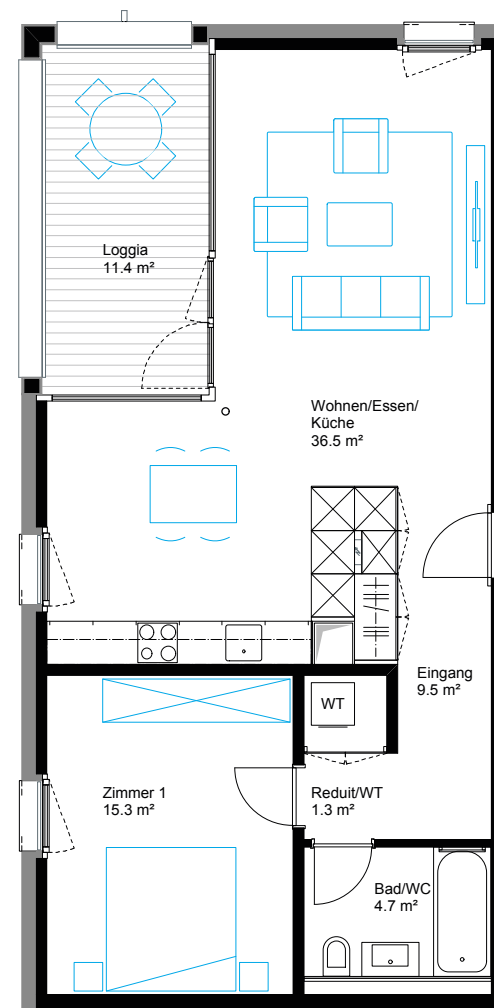 Loggia
11.4 m²
Wohnen/Essen/
Küche
36.5 m²
Eingang
9.5 m²
WT
Zimmer 1
15.3 m²
Reduit/WT
1.3 m²
Bad/WC
4.7 m²